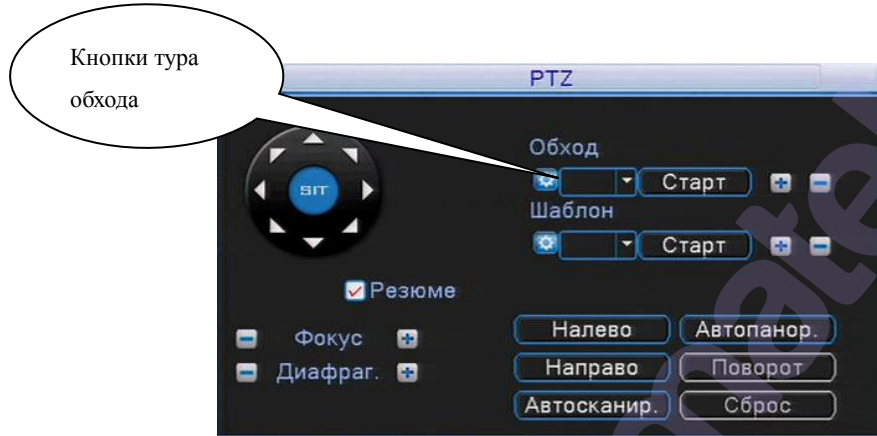 Кнопки тура
обхода
PTZ
Обход
Старт
SIT
Шаблон
Старт
Резюме
Фокус
Диафраг.
Налево Автопанор.
Направо Поворот
Автосканир. Сброс